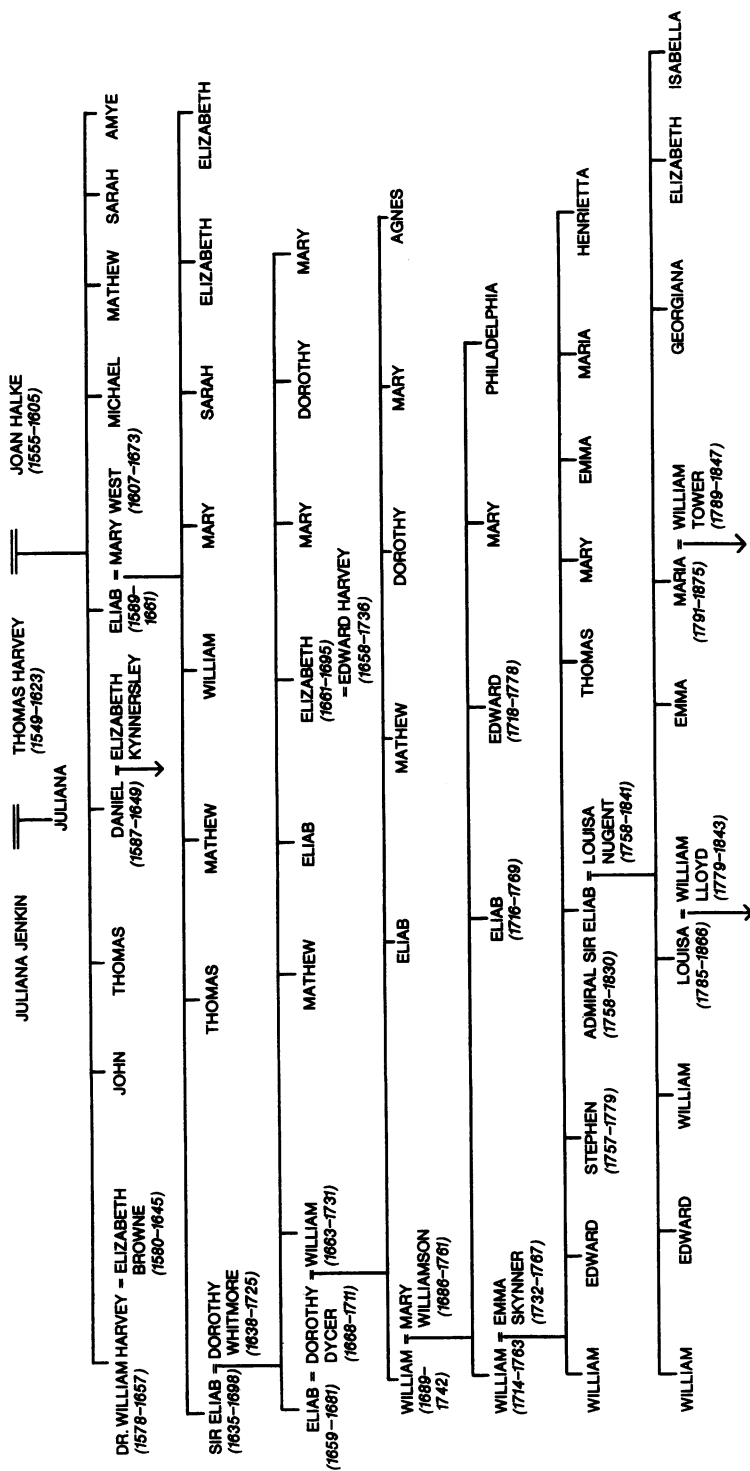 JULIANA JENKIN
THOMAS HARVEY
(1549–1623)
JOAN HALKE
(1555–1605)
JULIANA
DR. WILLIAM HARVEY = ELIZABETH
(1578–1657)
BROWNE
(1580–1645)
JOHN
THOMAS
DANIEL = ELIZABETH
(1587–1649)
KYNNERSLEY
ELIAB = MARY WEST
(1589–
1661)
(1607–1673)
MICHAEL
MATHEW
SARAH
AMYE
SIR ELIAB = DOROTHY
(1635–1698)
WHITMORE
(1638–1725)
THOMAS
MATHEW
WILLIAM
MARY
SARAH
ELIZABETH
ELIZABETH
ELIAB = DOROTHY = WILLIAM
(1659–1681)
DYCER
(1668–1711)
(1663–1731)
MATHEW
ELIAB
ELIZABETH
(1661–1695)
= EDWARD HARVEY
(1658–1736)
MARY
DOROTHY
MARY
WILLIAM = MARY
(1689–
1742)
WILLIAMSON
(1686–1761)
ELIAB
MATHEW
DOROTHY
MARY
AGNES
WILLIAM = EMMA
(1714–1763
SKYNNER
(1732–1767)
ELIAB
(1716–1769)
EDWARD
(1718–1778)
MARY
PHILADELPHIA
WILLIAM
EDWARD
STEPHEN
(1757–1779)
ADMIRAL SIR ELIAB = LOUISA
(1758–1830)
NUGENT
(1758–1841)
THOMAS
MARY
EMMA
MARIA
HENRIETTA
WILLIAM
EDWARD
WILLIAM
LOUISA = WILLIAM
(1785–1866)
LLOYD
(1779–1843)
EMMA
MARIA = WILLIAM
(1791–1875)
TOWER
(1789–1847)
GEORGIANA
ELIZABETH
ISABELLA